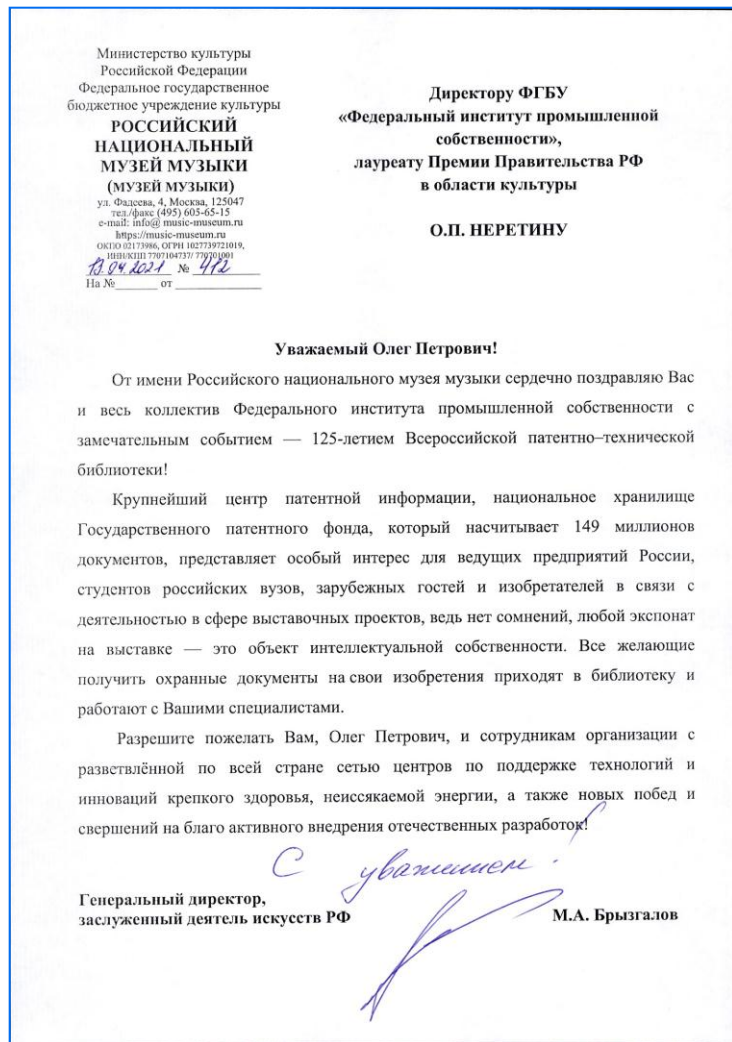 Министерство культуры
Российской Федерации
Федеральное государственное
бюджетное учреждение культуры
РОССИЙСКИЙ
НАЦИОНАЛЬНЫЙ
МУЗЕЙ МУЗЫКИ
(МУЗЕЙ МУЗЫКИ)
ул. Фадеева, 4, Москва, 125047
тел./факс (495) 605-65-15
e-mail: info@ music-museum.ru
https://music-museum.ru
ОКПО 02173986, ОГРН 1027739721019,
ИНН/КПП 7707104737/ 770701001
13.04.2021 № 412
На №_______ от _______________
Директору ФГБУ
«Федеральный институт промышленной
собственности»,
лауреату Премии Правительства РФ
в области культуры
О.П. НЕРЕТИНУ
Уважаемый Олег Петрович!
От имени Российского национального музея музыки сердечно поздравляю Вас
и весь коллектив Федерального института промышленной собственности с
замечательным событием — 125-летием Всероссийской патентно–технической
библиотеки!
Крупнейший центр патентной информации, национальное хранилище
Государственного патентного фонда, который насчитывает 149 миллионов
документов, представляет особый интерес для ведущих предприятий России,
студентов российских вузов, зарубежных гостей и изобретателей в связи с
деятельностью в сфере выставочных проектов, ведь нет сомнений, любой экспонат
на выставке — это объект интеллектуальной собственности. Все желающие
получить охранные документы на свои изобретения приходят в библиотеку и
работают с Вашими специалистами.
Разрешите пожелать Вам, Олег Петрович, и сотрудникам организации с
разветвлённой по всей стране сетью центров по поддержке технологий и
инноваций крепкого здоровья, неиссякаемой энергии, а также новых побед и
свершений на благо активного внедрения отечественных разработок!
С уважением!
Генеральный директор,
заслуженный деятель искусств РФ
М.А. Брызгалов